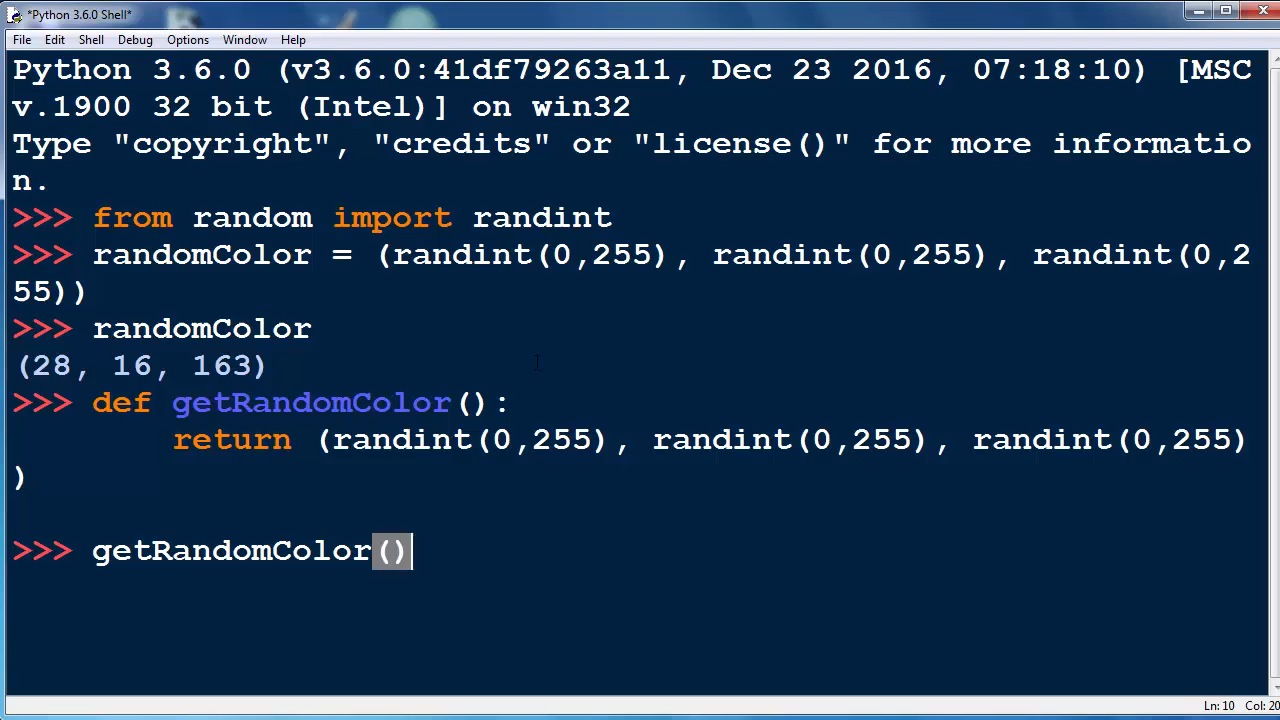 *Python 3.6.0 Shell*
File Edit Shell Debug Options Window Help
Python 3.6.0 (v3.6.0:41df79263a11, Dec 23 2016, 07:18:10) [MSC
v.1900 32 bit (Intel)] on win32
Type "copyright", "credits" or "license()" for more informatio
n.
>>> from random import randint
>>> randomColor = (randint(0,255), randint(0,255), randint(0,2
55))
>>> randomColor
(28, 16, 163)
>>> def getRandomColor():
        return (randint(0,255), randint(0,255), randint(0,255)
)
>>> getRandomColor()
Ln: 10 Col: 20